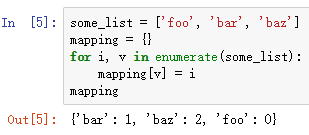 In [5]: some_list = ['foo', 'bar', 'baz']
mapping = {}
for i, v in enumerate(some_list):
    mapping[v] = i
mapping
Out[5]: {'bar': 1, 'baz': 2, 'foo': 0}